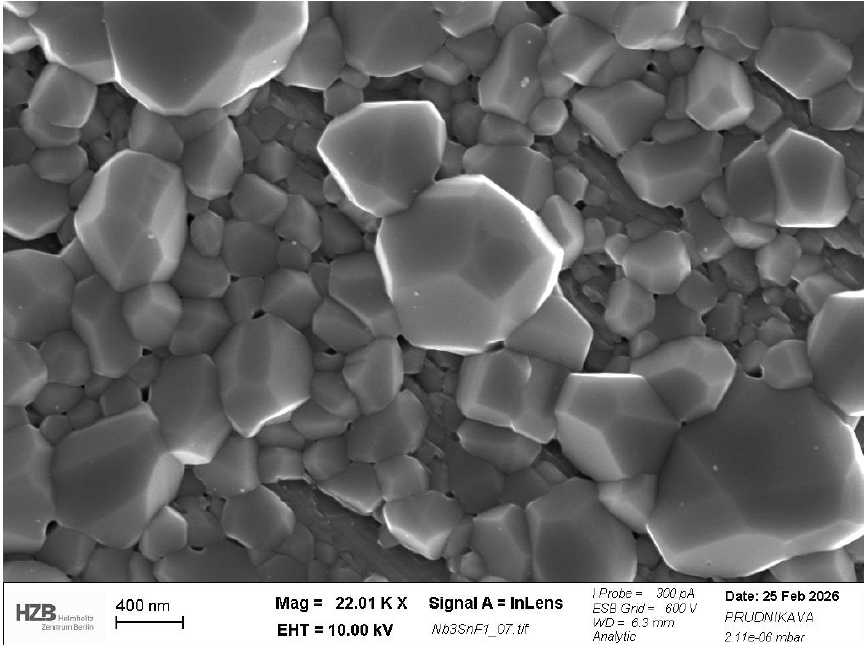 HZB Helmholtz
Zentrum Berlin
400 nm
Mag = 22.01 K X
EHT = 10.00 kV
Signal A = InLens
Nb3SnF1_07.tif
I Probe = 300 pA
ESB Grid = 600 V
WD = 6.3 mm
Analytic
Date: 25 Feb 2026
PRUDNIKAVA
2.11e-06 mbar